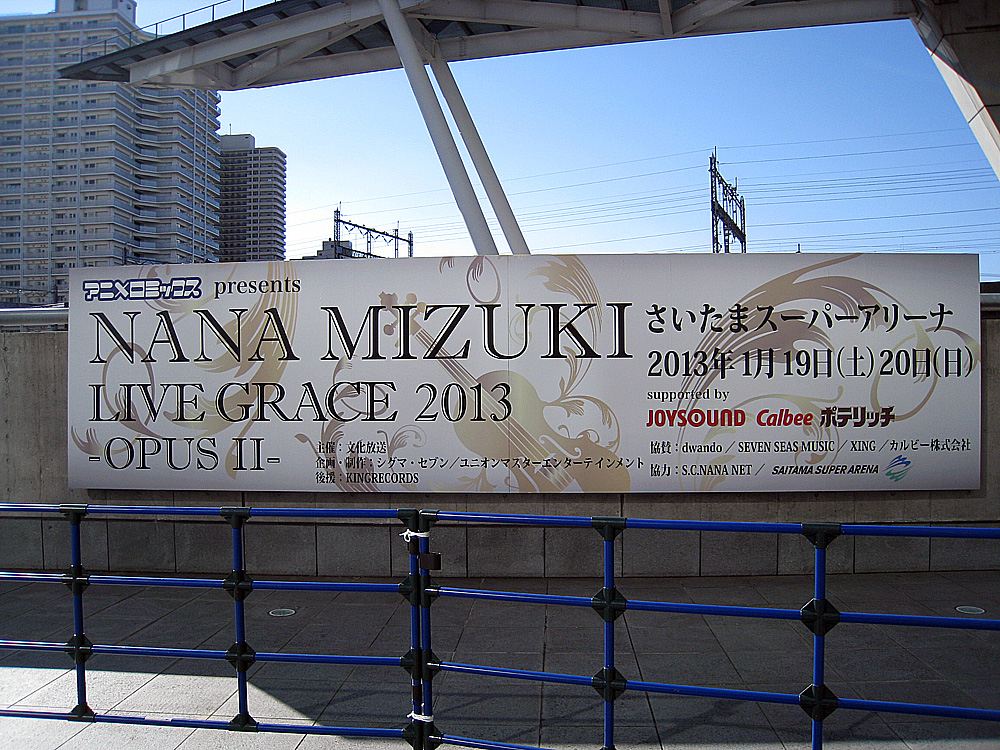 アニメロミックス presents
NANA MIZUKI
LIVE GRACE 2013
-OPUS II-
主催：文化放送
企画・制作：シグマ・セブン／ユニオンマスターエンターテインメント
後援：KINGRECORDS
さいたまスーパーアリーナ
2013年1月19日(土)20日(日)
supported by
JOYSOUND Calbee ポテリッチ
協賛：dwando／SEVEN SEAS MUSIC／XING／カルビー株式会社
協力：S.C.NANA NET／SAITAMA SUPER ARENA